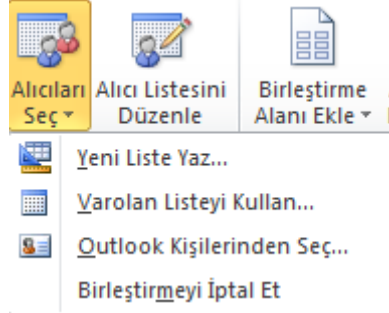 Alıcıları Alıcı Listesini Birleştirme
Seç Düzenle Alanı Ekle
Yeni Liste Yaz...
Varolan Listeyi Kullan...
Outlook Kişilerinden Seç...
Birleştirmeyi İptal Et